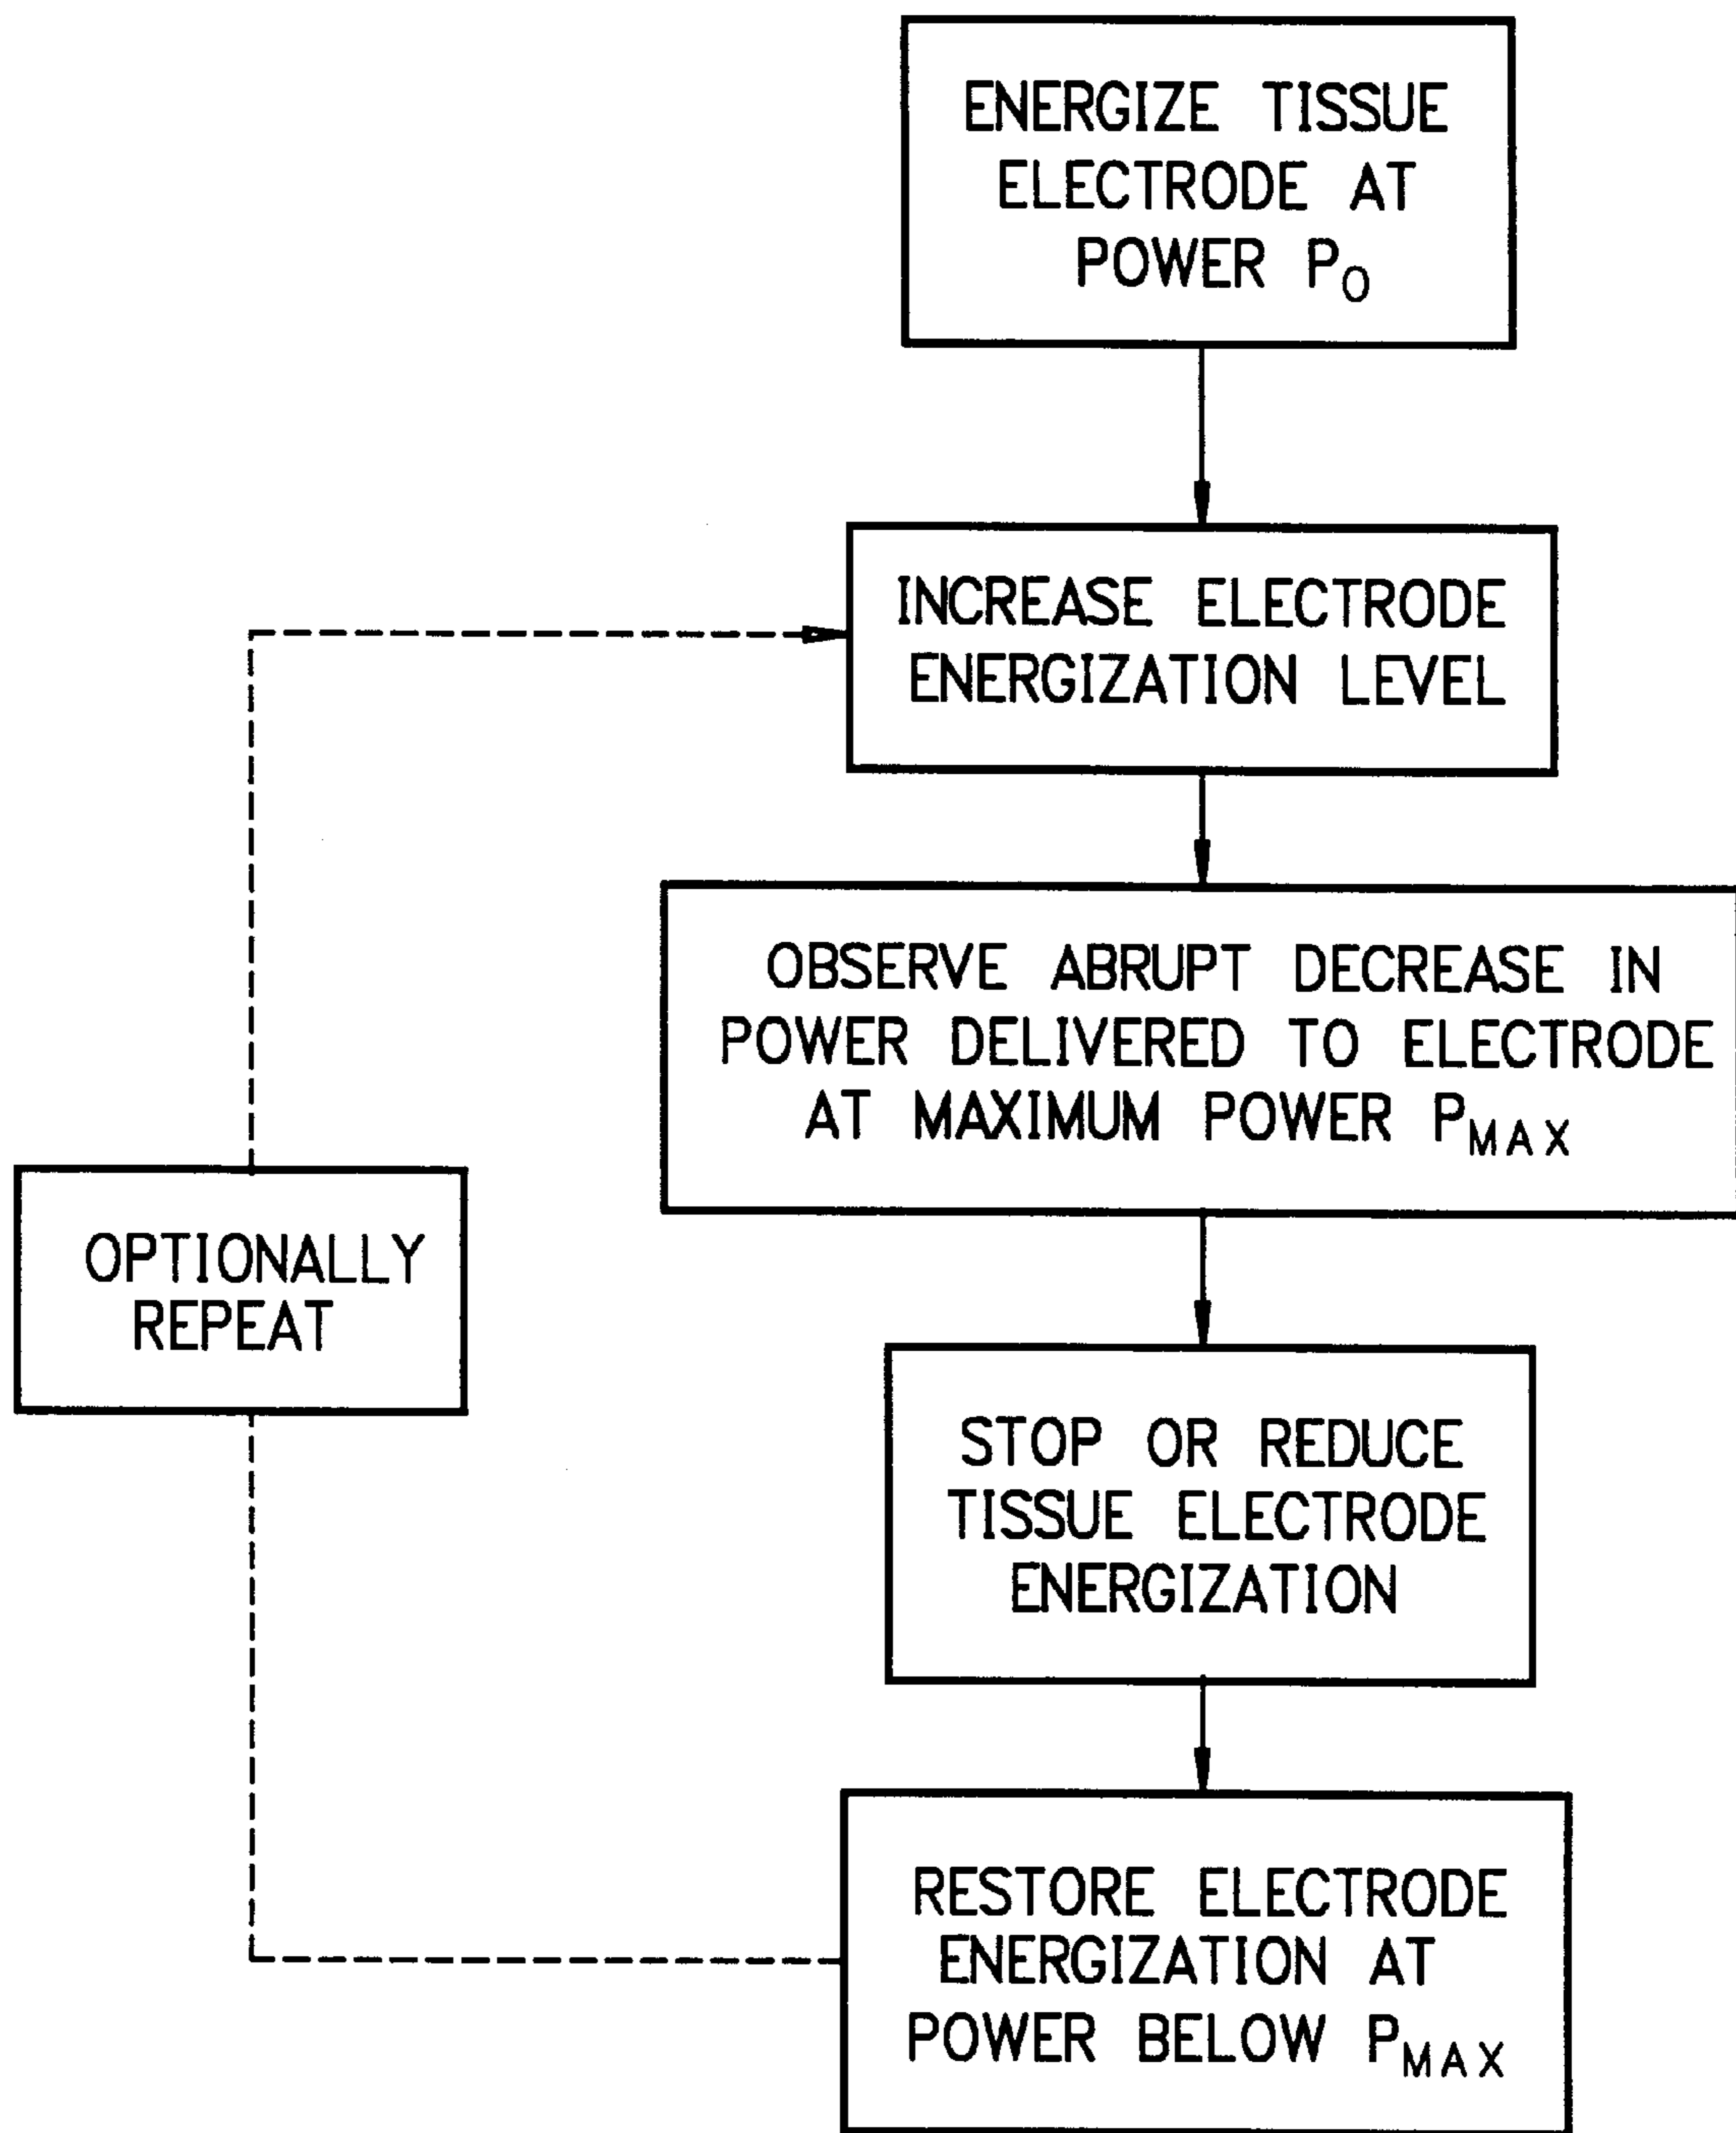 ENERGIZE TISSUE
ELECTRODE AT
POWER P₀
INCREASE ELECTRODE
ENERGIZATION LEVEL
OBSERVE ABRUPT DECREASE IN
POWER DELIVERED TO ELECTRODE
AT MAXIMUM POWER PMAX
OPTIONALLY
REPEAT
STOP OR REDUCE
TISSUE ELECTRODE
ENERGIZATION
RESTORE ELECTRODE
ENERGIZATION AT
POWER BELOW PMAX